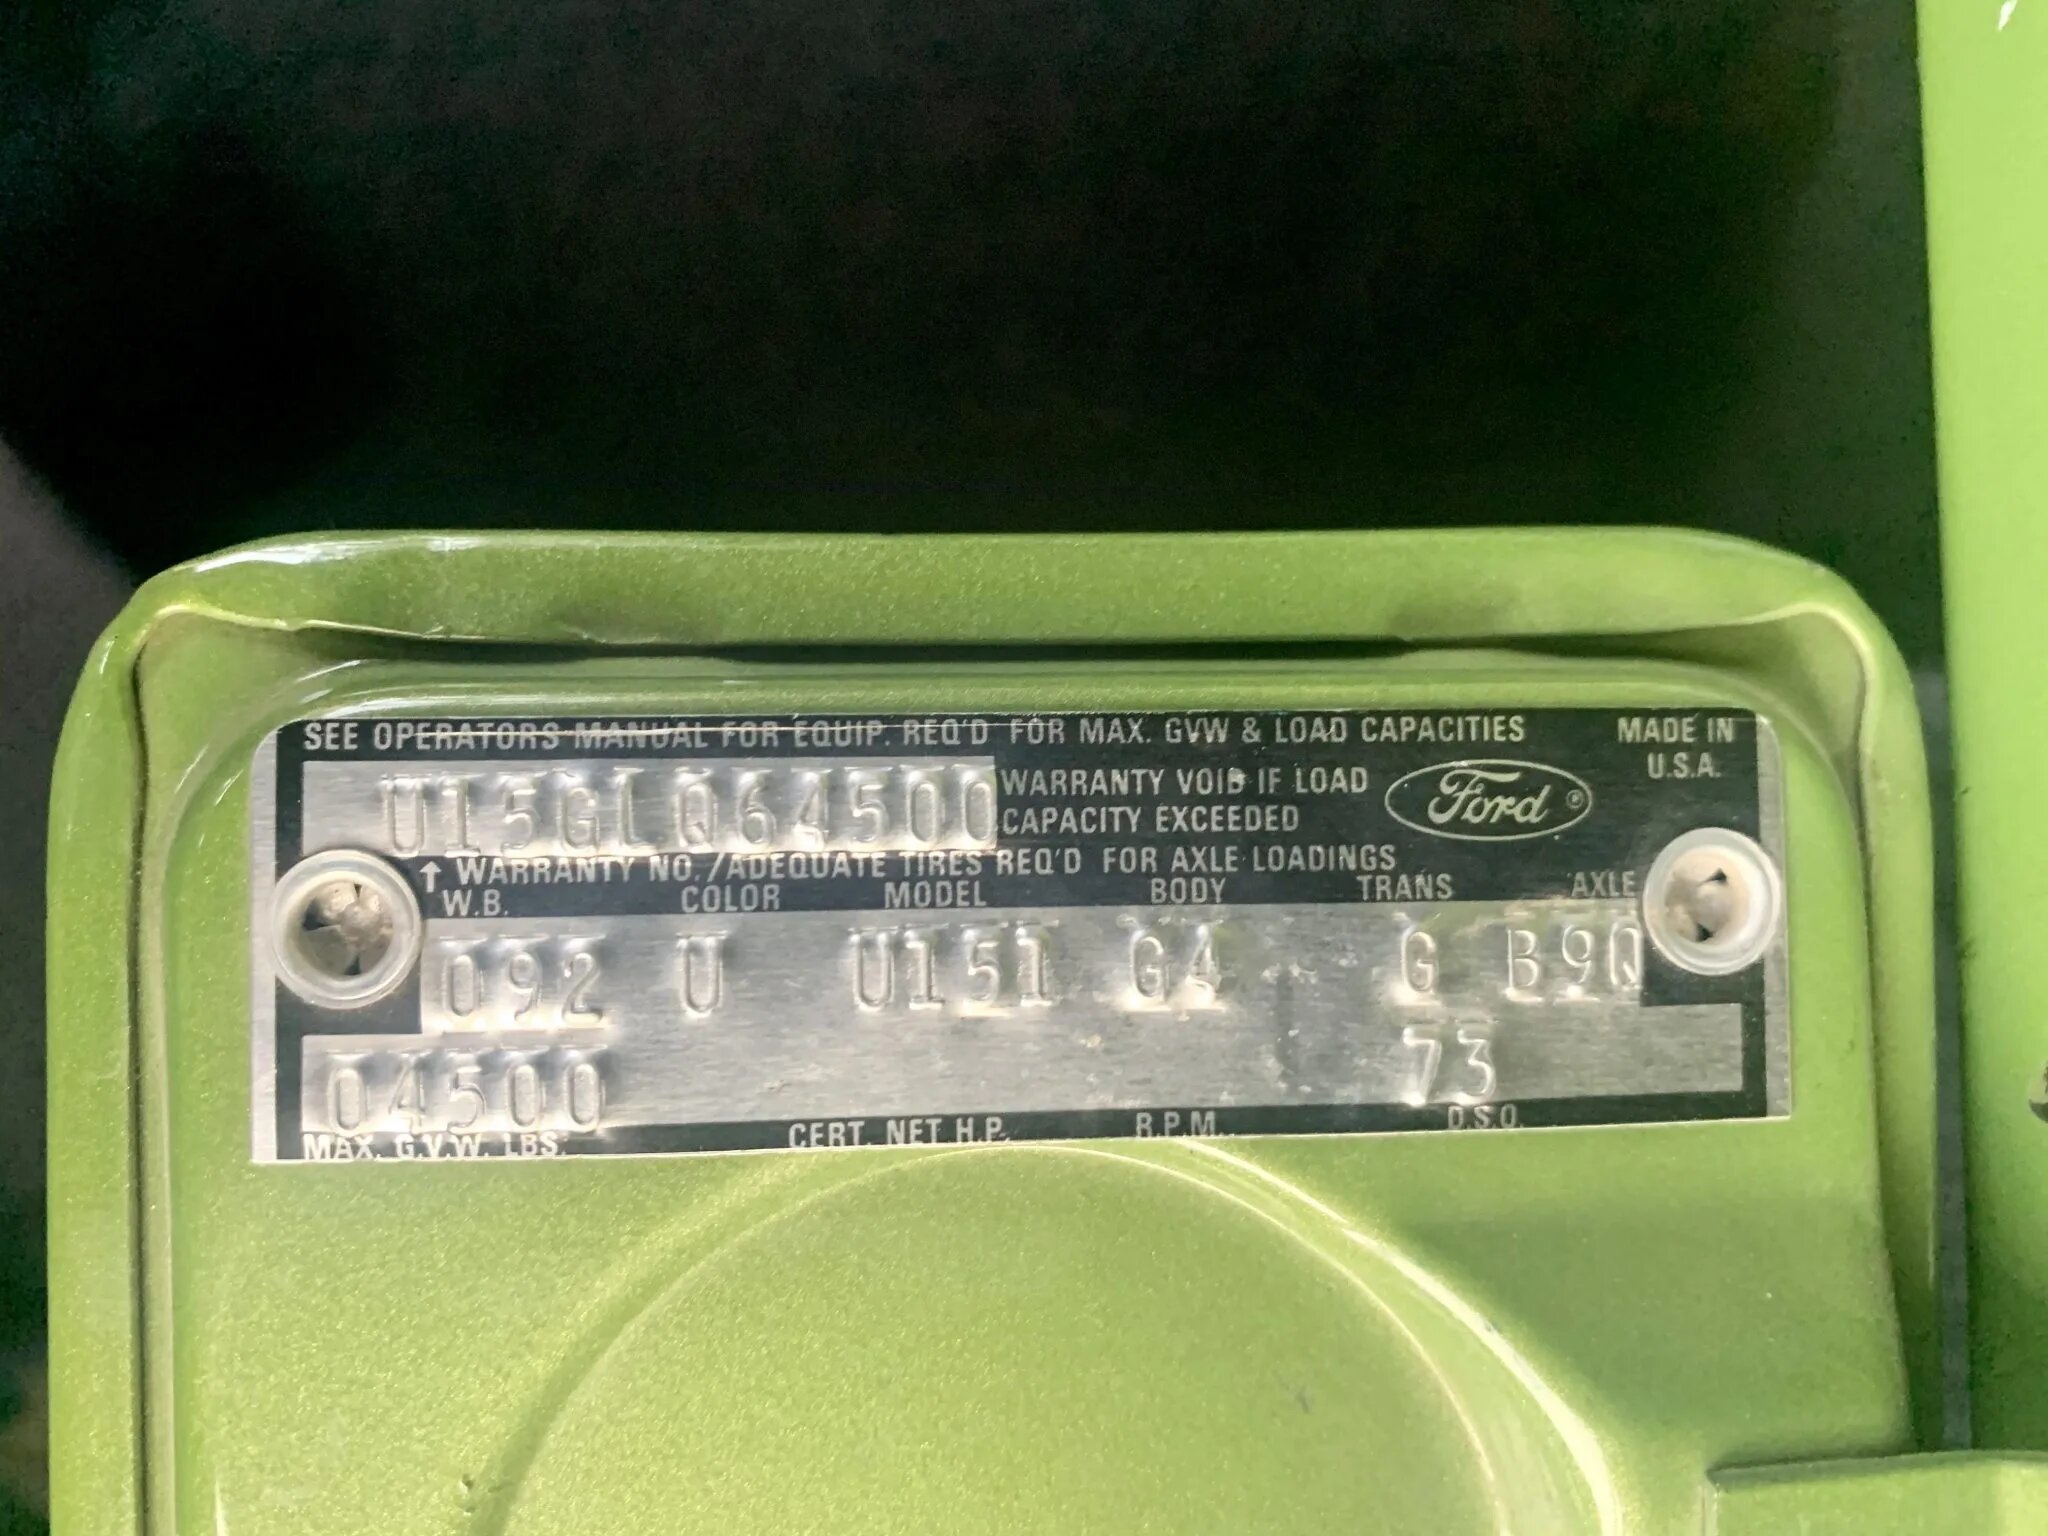 SEE OPERATORS MANUAL FOR EQUIP. REQ'D FOR MAX. GVW & LOAD CAPACITIES
MADE IN
U.S.A.
U15GLQ64500
WARRANTY VOID IF LOAD
CAPACITY EXCEEDED
Ford ®
↑ WARRANTY NO./ADEQUATE TIRES REQ'D FOR AXLE LOADINGS
W.B. COLOR MODEL BODY TRANS AXLE
092 U U151 G4 G B9Q
04500 73
MAX. G.V.W. LBS. CERT. NET H.P. R.P.M. D.S.O.